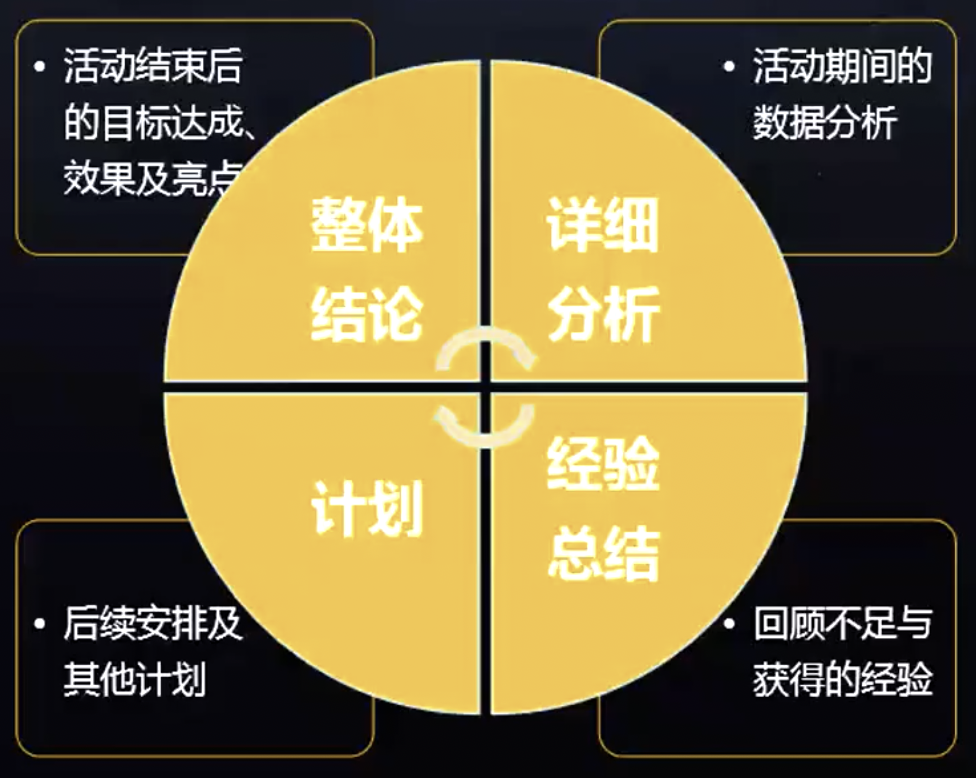 • 活动结束后
的目标达成、
效果及亮点
• 活动期间的
数据分析
整体
结论
详细
分析
计划
经验
总结
• 后续安排及
其他计划
• 回顾不足与
获得的经验